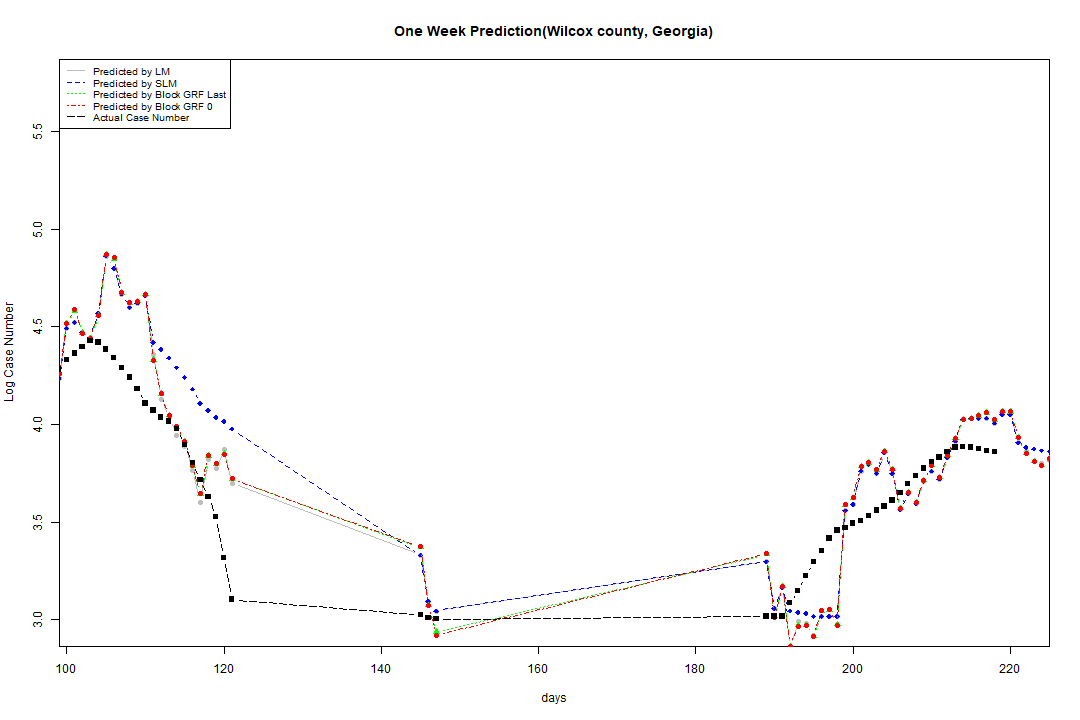 One Week Prediction(Wilcox county, Georgia)
Predicted by LM
Predicted by SLM
Predicted by Block GRF Last
Predicted by Block GRF 0
Actual Case Number
5.5
5.0
4.5
4.0
3.5
3.0
Log Case Number
100 120 140 160 180 200 220
days